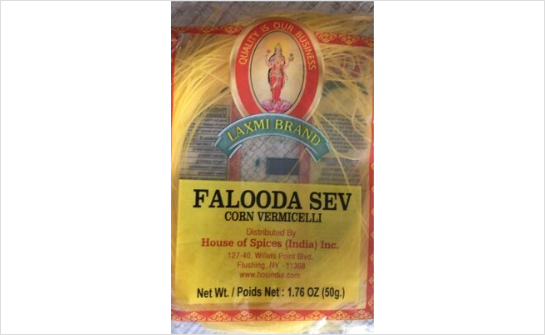 QUALITY IS OUR BUSINESS
LAXMI BRAND
FALOODA SEV
CORN VERMICELLI
Distributed By
House of Spices (India) Inc.
127-40, Willets Point Blvd,
Flushing, NY - 11368
www.hosindia.com
Net Wt. / Poids Net : 1.76 OZ (50g.)